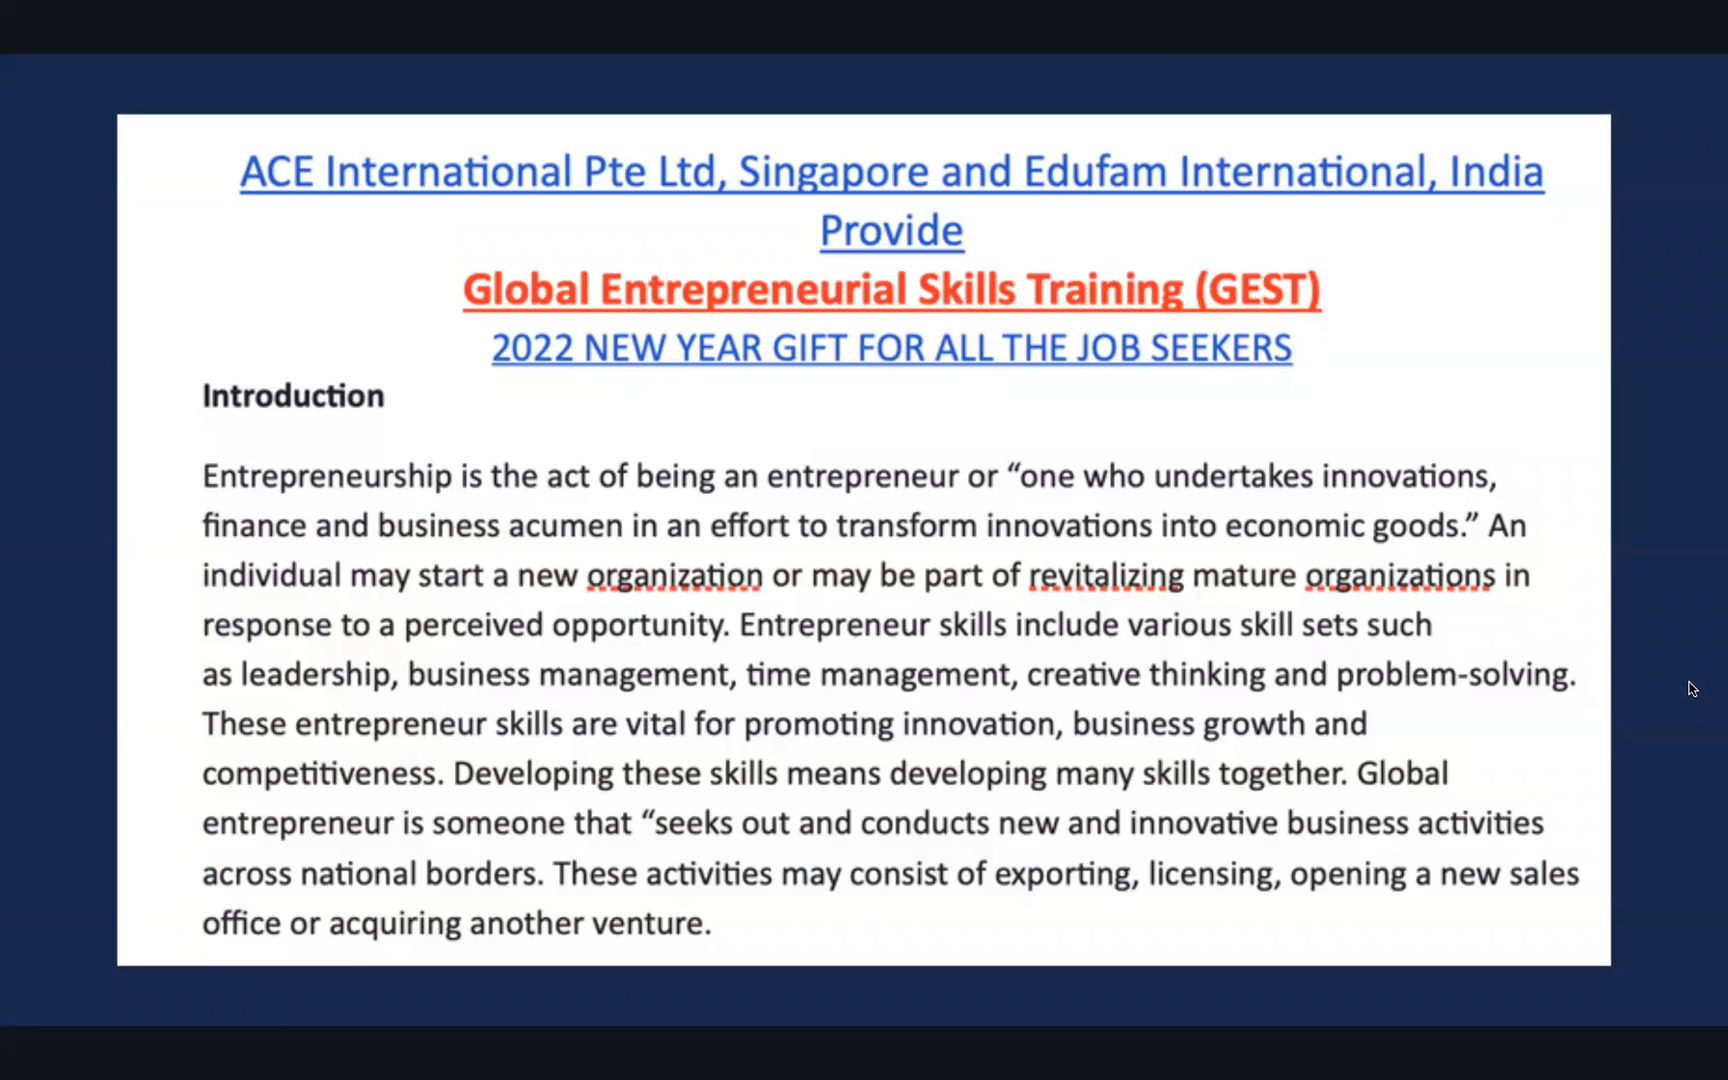 ACE International Pte Ltd, Singapore and Edufam International, India
Provide
Global Entrepreneurial Skills Training (GEST)
2022 NEW YEAR GIFT FOR ALL THE JOB SEEKERS
Introduction
Entrepreneurship is the act of being an entrepreneur or “one who undertakes innovations,
finance and business acumen in an effort to transform innovations into economic goods.” An
individual may start a new organization or may be part of revitalizing mature organizations in
response to a perceived opportunity. Entrepreneur skills include various skill sets such
as leadership, business management, time management, creative thinking and problem-solving.
These entrepreneur skills are vital for promoting innovation, business growth and
competitiveness. Developing these skills means developing many skills together. Global
entrepreneur is someone that “seeks out and conducts new and innovative business activities
across national borders. These activities may consist of exporting, licensing, opening a new sales
office or acquiring another venture.